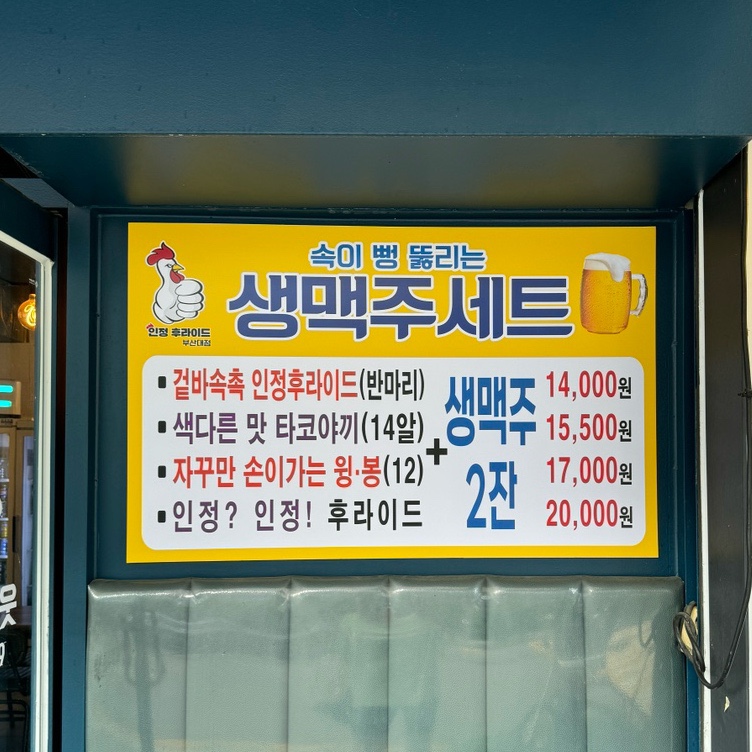 속이 뻥 뚫리는
생맥주세트
인정 후라이드
부산대점
겉바속촉 인정후라이드(반마리)
색다른 맛 타코야끼(14알)
자꾸만 손이가는 윙·봉(12)
인정? 인정! 후라이드
+
생맥주
2잔
14,000원
15,500원
17,000원
20,000원